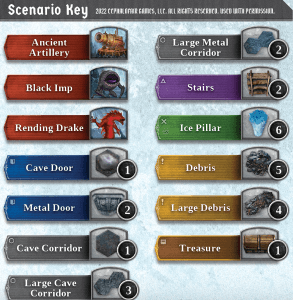 Scenario Key 2022 CEPHALOFAIR GAMES, LLC. ALL RIGHTS RESERVED. USED WITH PERMISSION.
Ancient
Artillery
Black Imp
Rending Drake
Cave Door 1
Metal Door 2
Cave Corridor 1
Large Cave
Corridor 3
Large Metal
Corridor 2
Stairs 2
Ice Pillar 6
Debris 5
Large Debris 4
Treasure 1